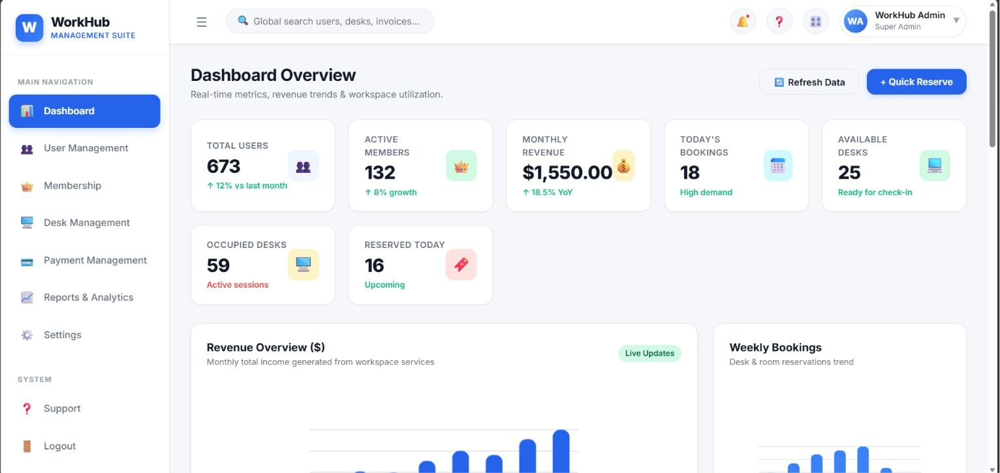 W
WorkHub
MANAGEMENT SUITE
MAIN NAVIGATION
Dashboard
User Management
Membership
Desk Management
Payment Management
Reports & Analytics
Settings
SYSTEM
Support
Logout
Global search users, desks, invoices...
WA
WorkHub Admin
Super Admin
Dashboard Overview
Real-time metrics, revenue trends & workspace utilization.
Refresh Data
+ Quick Reserve
TOTAL USERS
673
↑ 12% vs last month
ACTIVE
MEMBERS
132
↑ 8% growth
MONTHLY
REVENUE
$1,550.00
↑ 18.5% YoY
TODAY'S
BOOKINGS
18
High demand
AVAILABLE
DESKS
25
Ready for check-in
OCCUPIED DESKS
59
Active sessions
RESERVED TODAY
16
Upcoming
Revenue Overview ($)
Monthly total income generated from workspace services
Live Updates
Weekly Bookings
Desk & room reservations trend